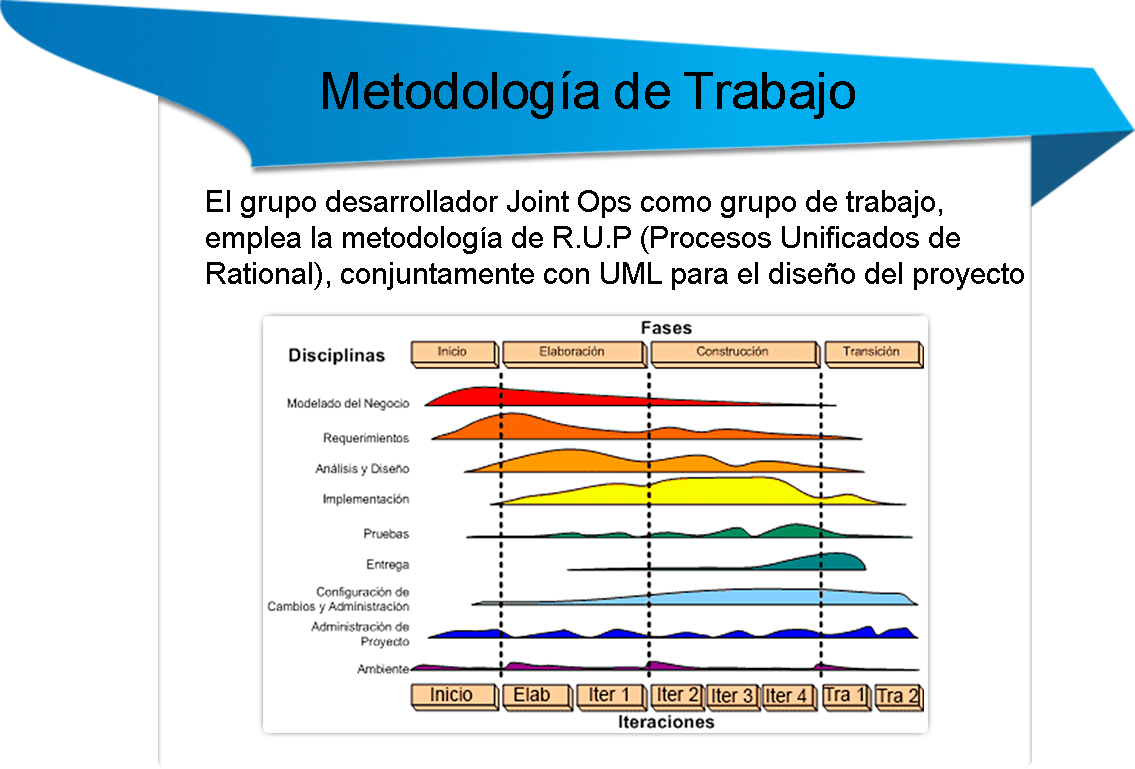 Metodología de Trabajo
El grupo desarrollador Joint Ops como grupo de trabajo,
emplea la metodología de R.U.P (Procesos Unificados de
Rational), conjuntamente con UML para el diseño del proyecto
Fases
Disciplinas
Inicio
Elaboración
Construcción
Transición
Modelado del Negocio
Requerimientos
Análisis y Diseño
Implementación
Pruebas
Entrega
Configuración de
Cambios y Administración
Administración de
Proyecto
Ambiente
Inicio
Elab
Iter 1
Iter 2
Iter 3
Iter 4
Tra 1
Tra 2
Iteraciones